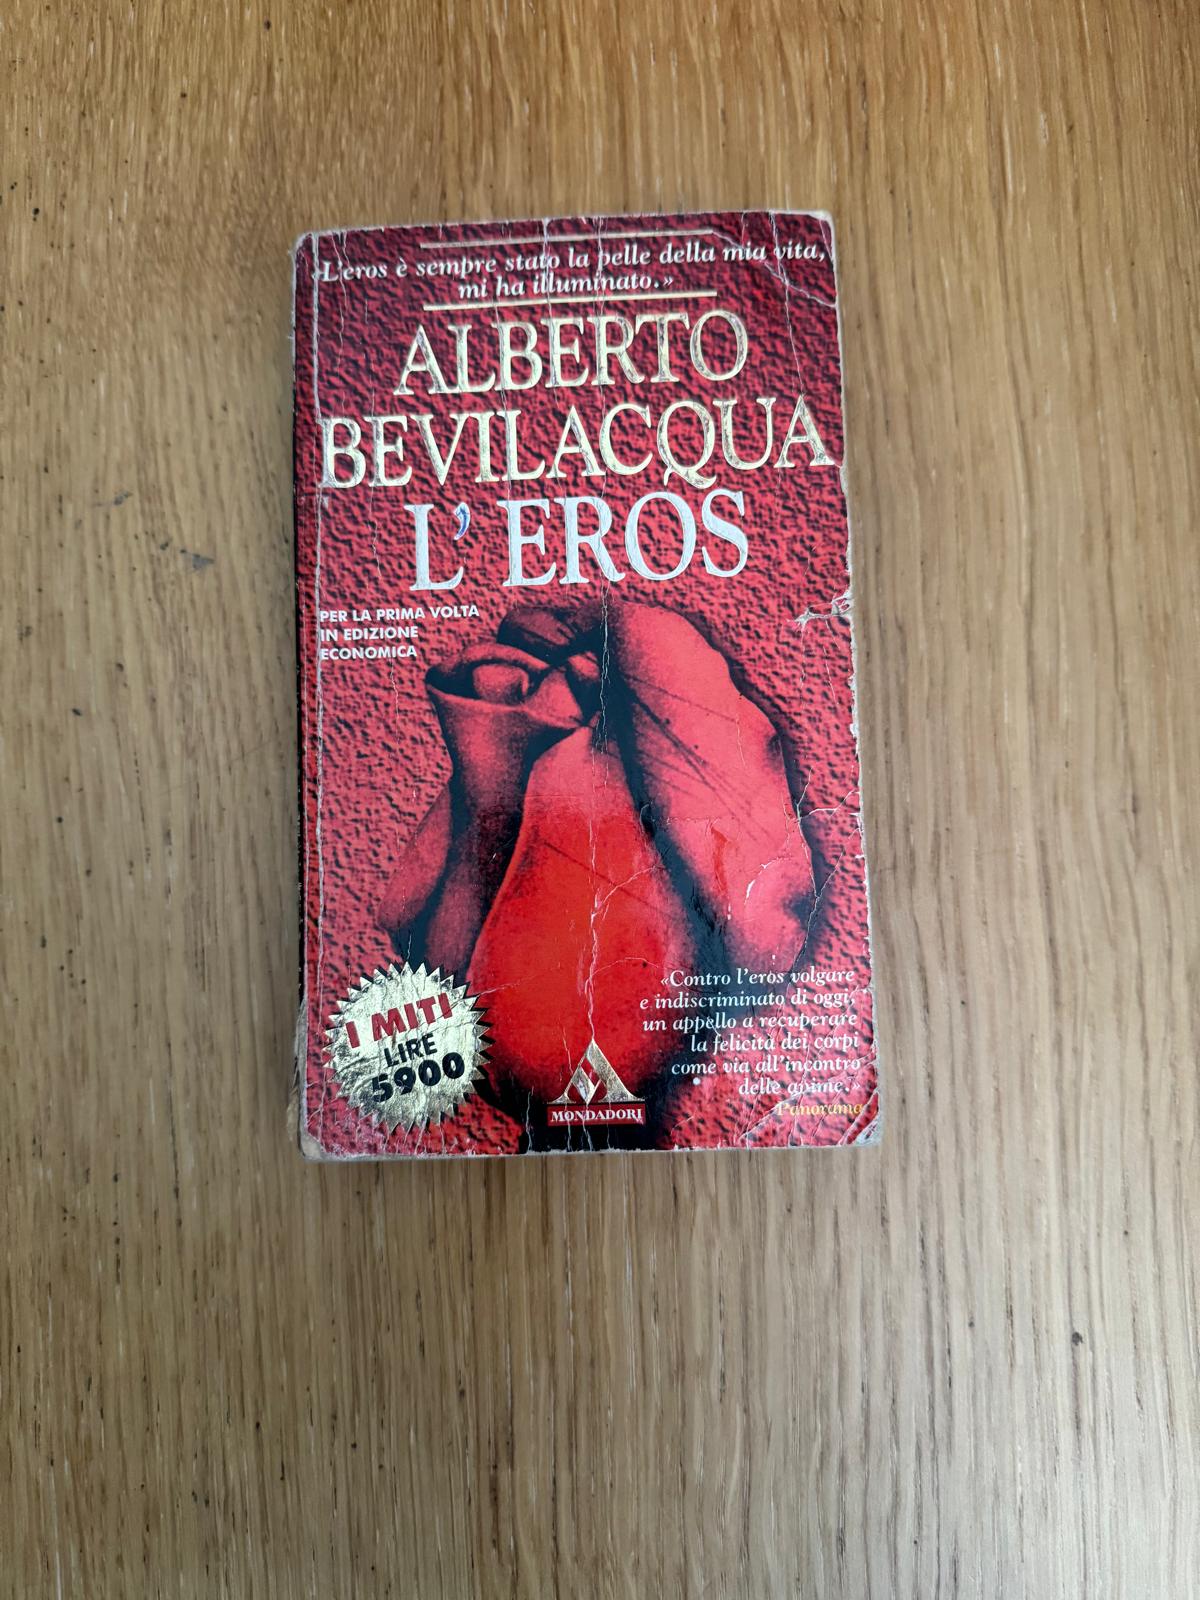 «L'eros è sempre stato la pelle della mia vita,
mi ha illuminato.»
ALBERTO
BEVILACQUA
L'EROS
PER LA PRIMA VOLTA
IN EDIZIONE
ECONOMICA
«Contro l'eros volgare
e indiscriminato di oggi,
un appello a recuperare
la felicità dei corpi
come via all'incontro
delle anime.»
Panorama
I MITI
LIRE
5900
MONDADORI